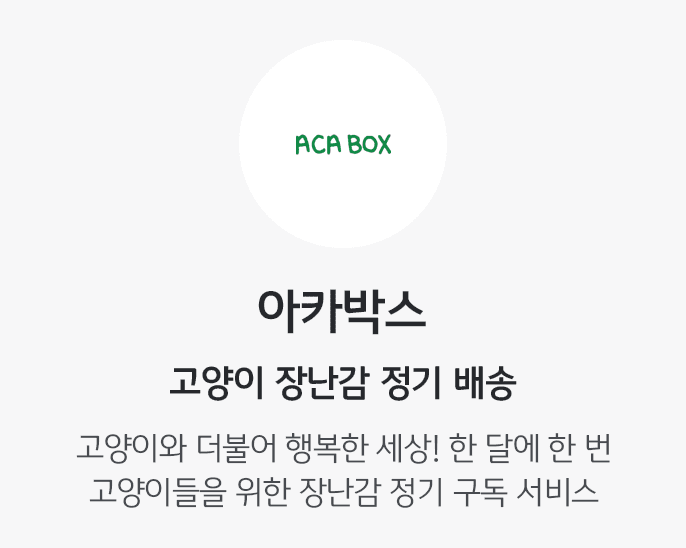 ACA BOX
아카박스
고양이 장난감 정기 배송
고양이와 더불어 행복한 세상! 한 달에 한 번
고양이들을 위한 장난감 정기 구독 서비스